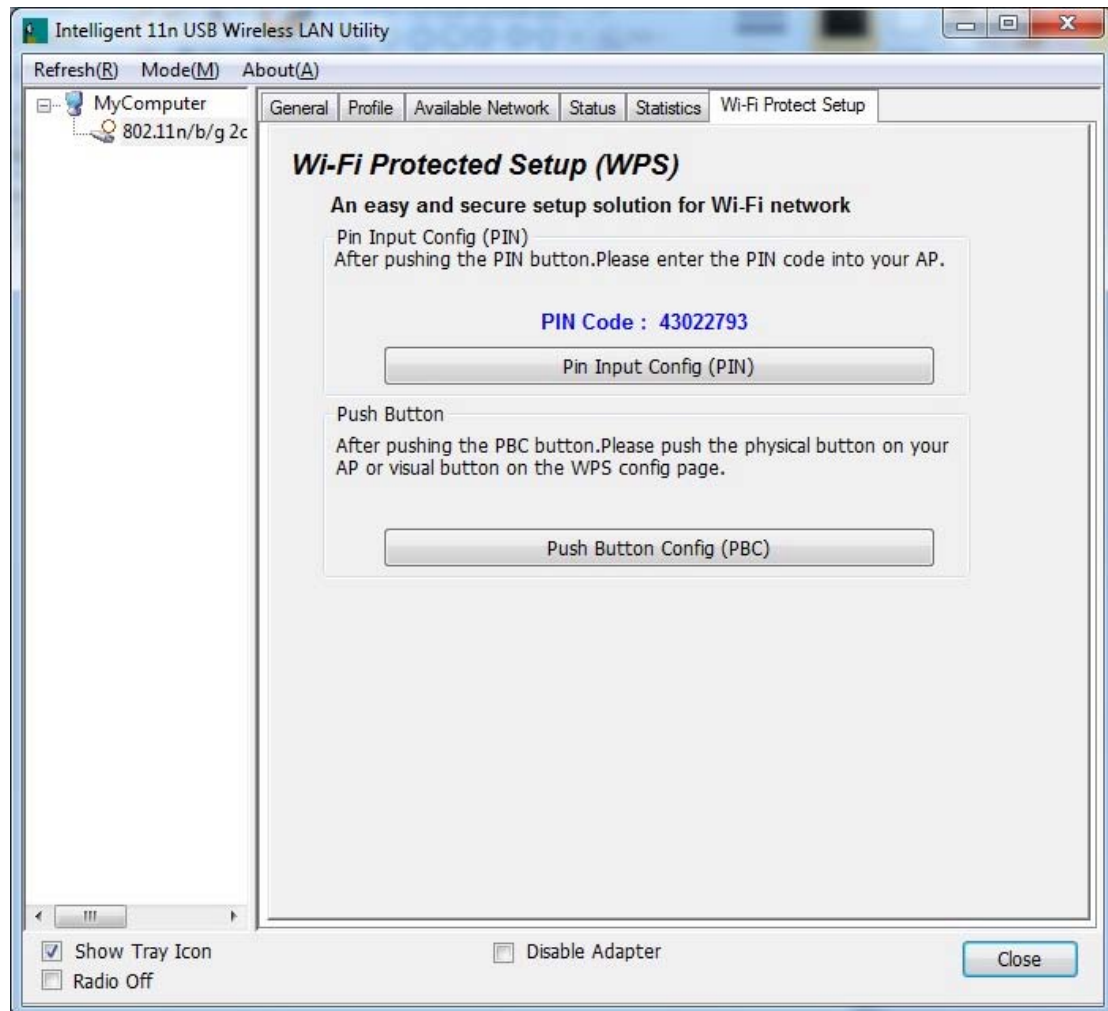 Intelligent 11n USB Wireless LAN Utility
Refresh(R) Mode(M) About(A)
MyComputer
802.11n/b/g 2c
General Profile Available Network Status Statistics Wi-Fi Protect Setup
Wi-Fi Protected Setup (WPS)
An easy and secure setup solution for Wi-Fi network
Pin Input Config (PIN)
After pushing the PIN button.Please enter the PIN code into your AP.
PIN Code : 43022793
Pin Input Config (PIN)
Push Button
After pushing the PBC button.Please push the physical button on your
AP or visual button on the WPS config page.
Push Button Config (PBC)
Show Tray Icon
Radio Off
Disable Adapter
Close